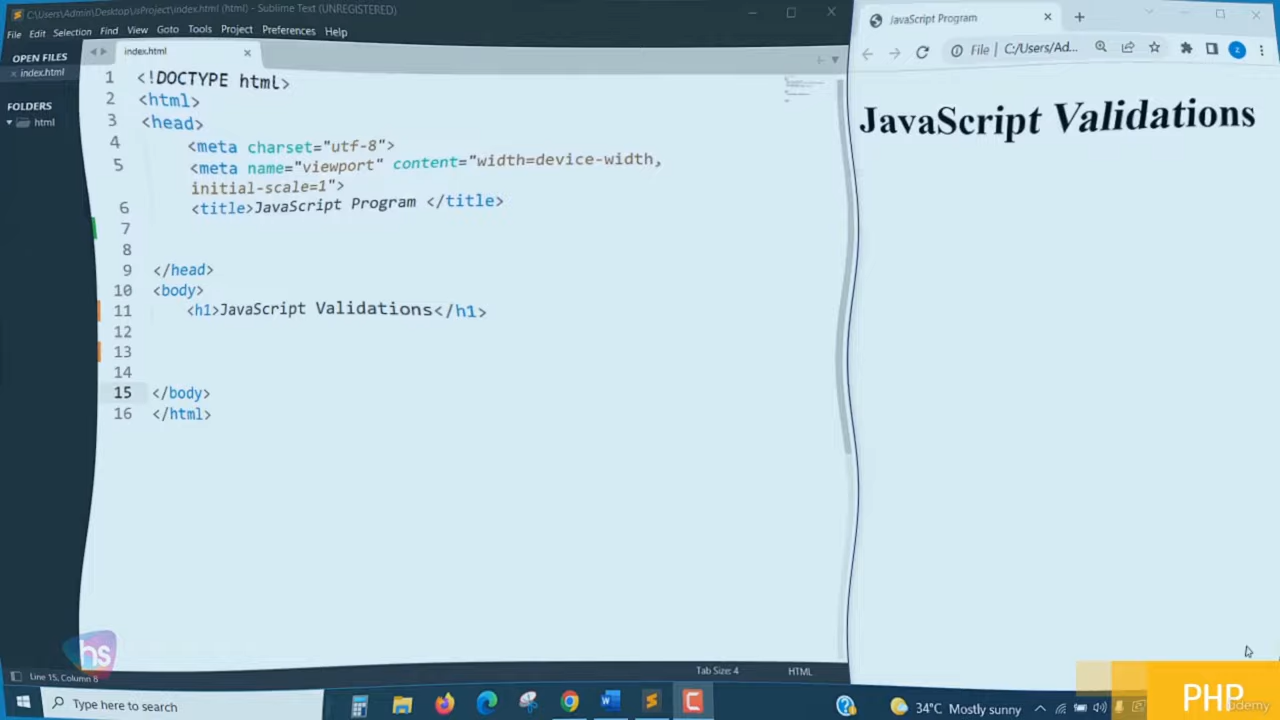 C:\Users\Admin\Desktop\jsProject\index.html (html) - Sublime Text (UNREGISTERED)
File Edit Selection Find View Goto Tools Project Preferences Help
OPEN FILES
index.html
FOLDERS
html
index.html
1 <!DOCTYPE html>
2 <html>
3 <head>
4 <meta charset="utf-8">
5 <meta name="viewport" content="width=device-width,
initial-scale=1">
6 <title>JavaScript Program </title>
7
8
9 </head>
10 <body>
11 <h1>JavaScript Validations</h1>
12
13
14
15 </body>
16 </html>
Line 15, Column 8
Tab Size: 4
HTML
JavaScript Program
File | C:/Users/Ad...
z
JavaScript Validations
hs
Type here to search
34°C Mostly sunny
PHP
Udemy